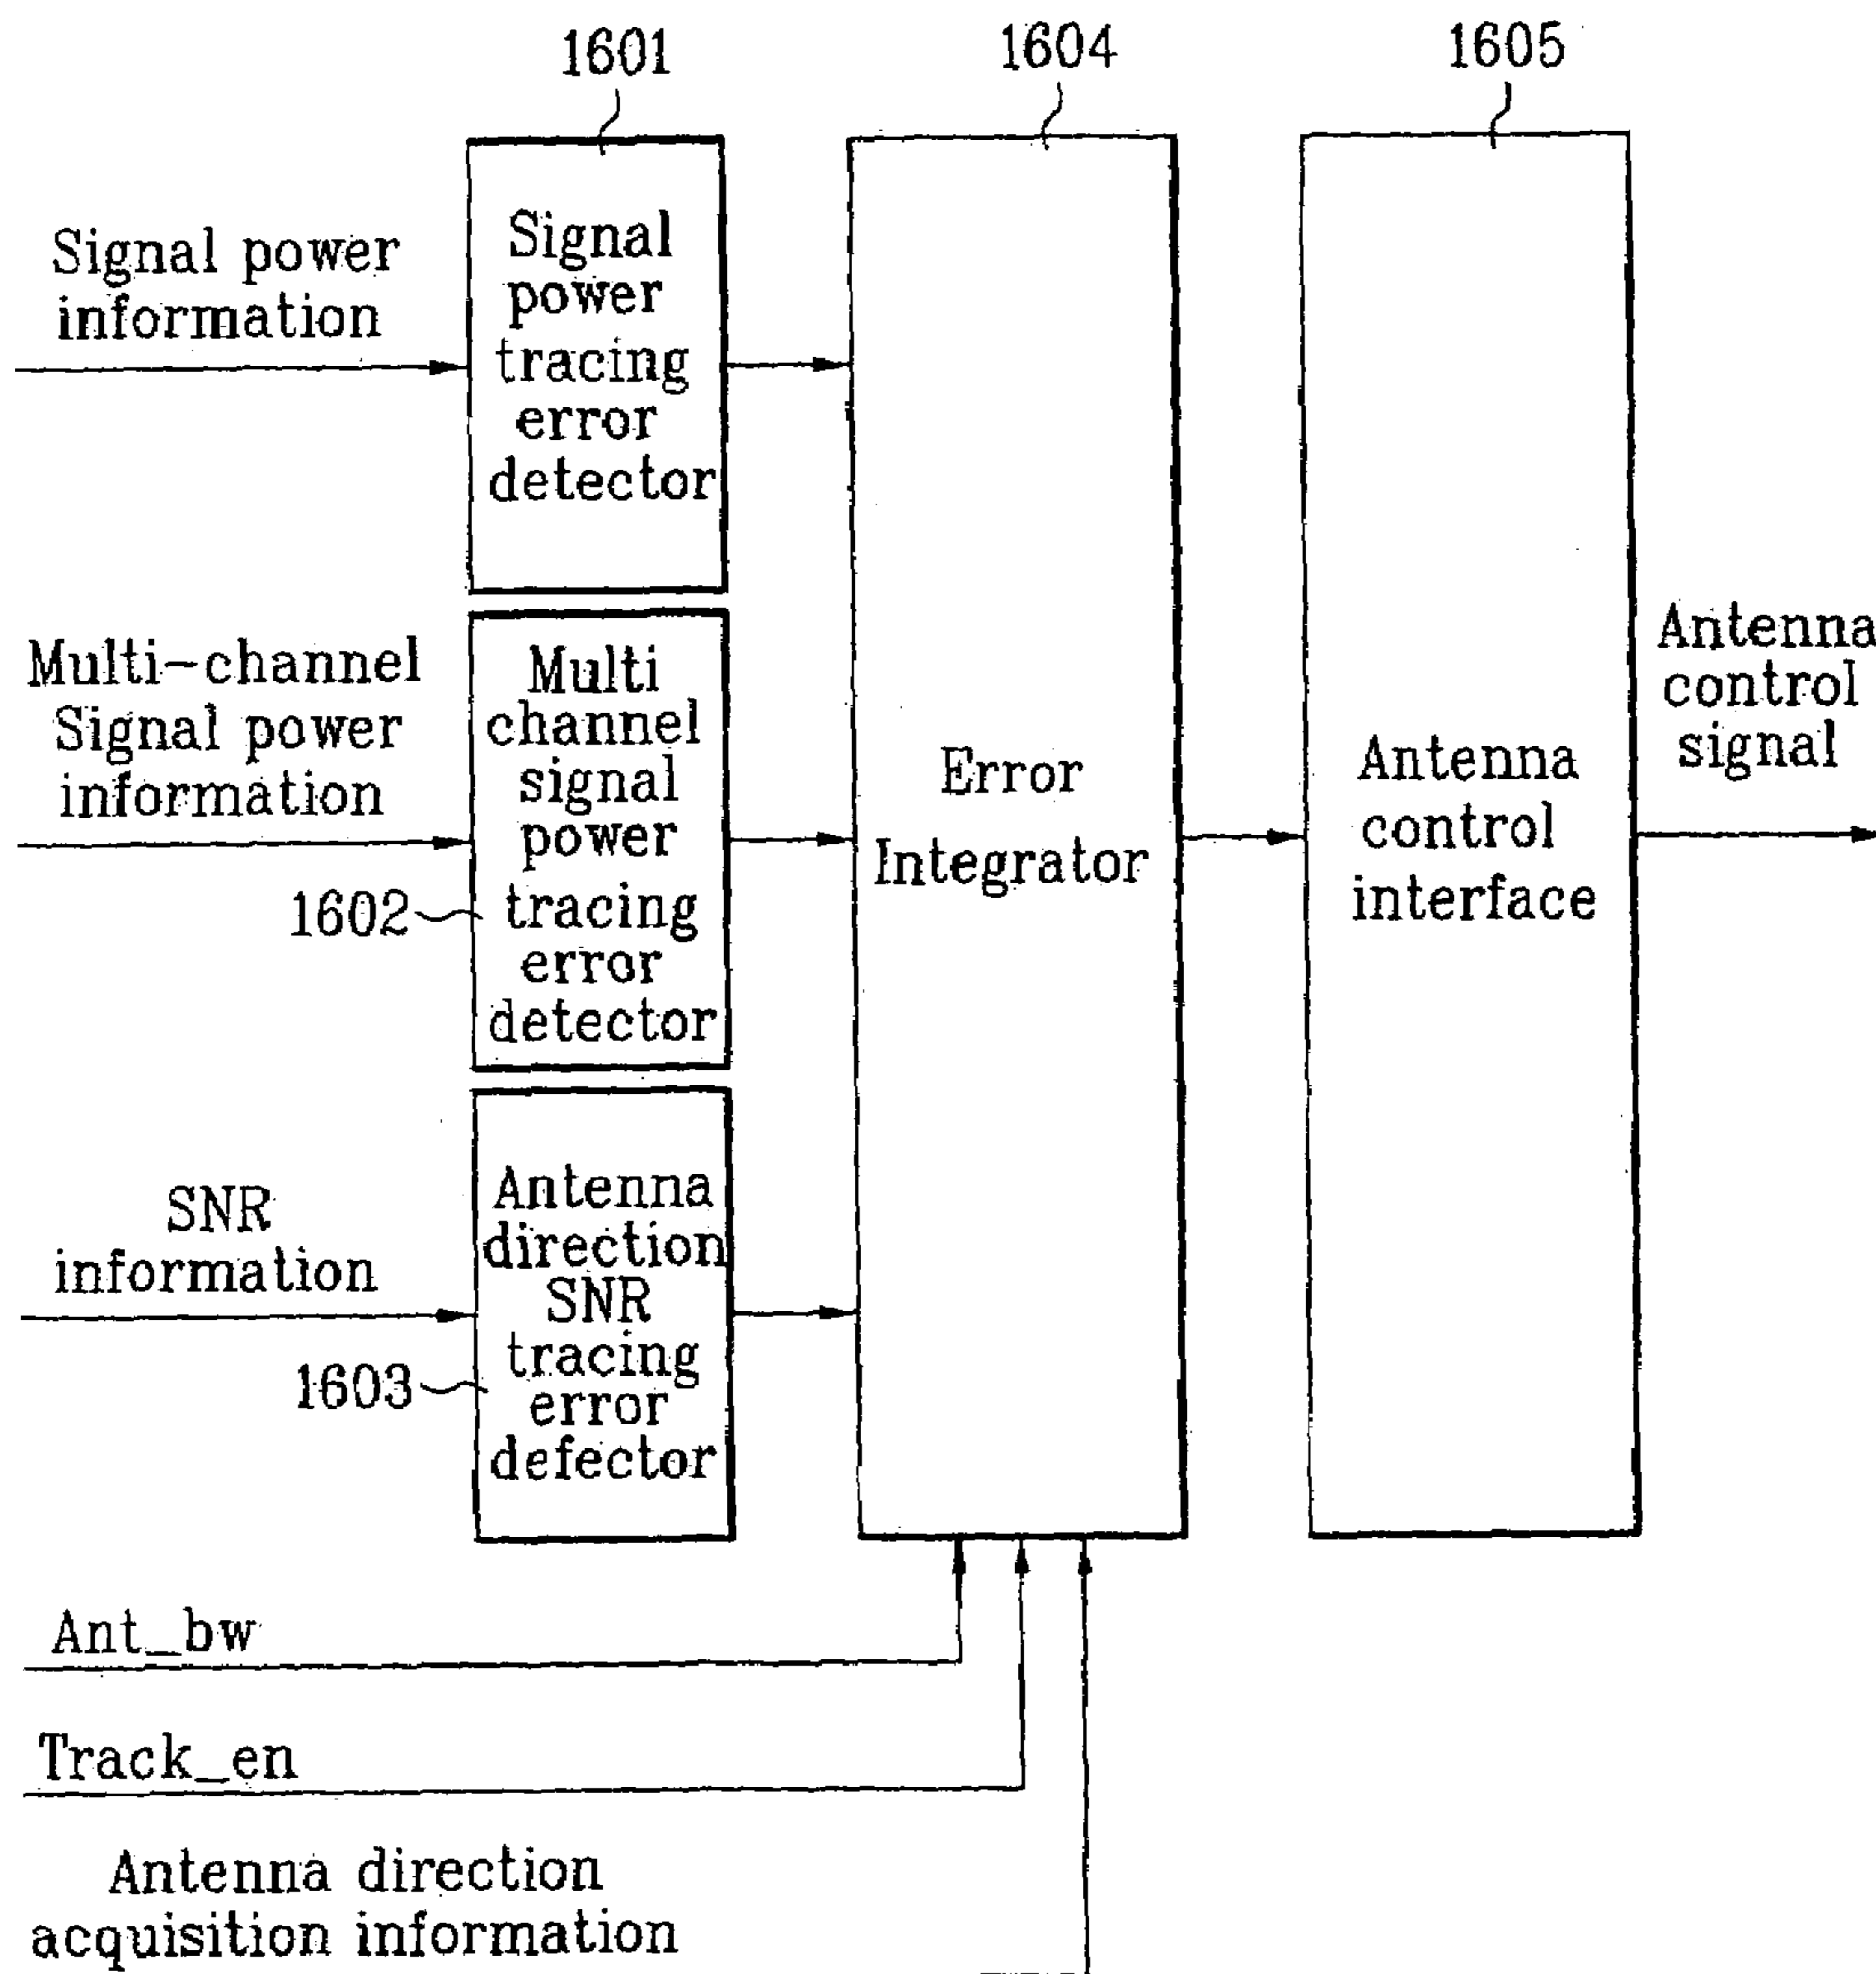 1601
1604
1605
Signal power
information
Signal
power
tracing
error
detector
Multi-channel
Signal power
information
1602
Multi
channel
signal
power
tracing
error
detector
SNR
information
1603
Antenna
direction
SNR
tracing
error
defector
Error
Integrator
Antenna
control
interface
Antenna
control
signal
Ant_bw
Track_en
Antenna direction
acquisition information